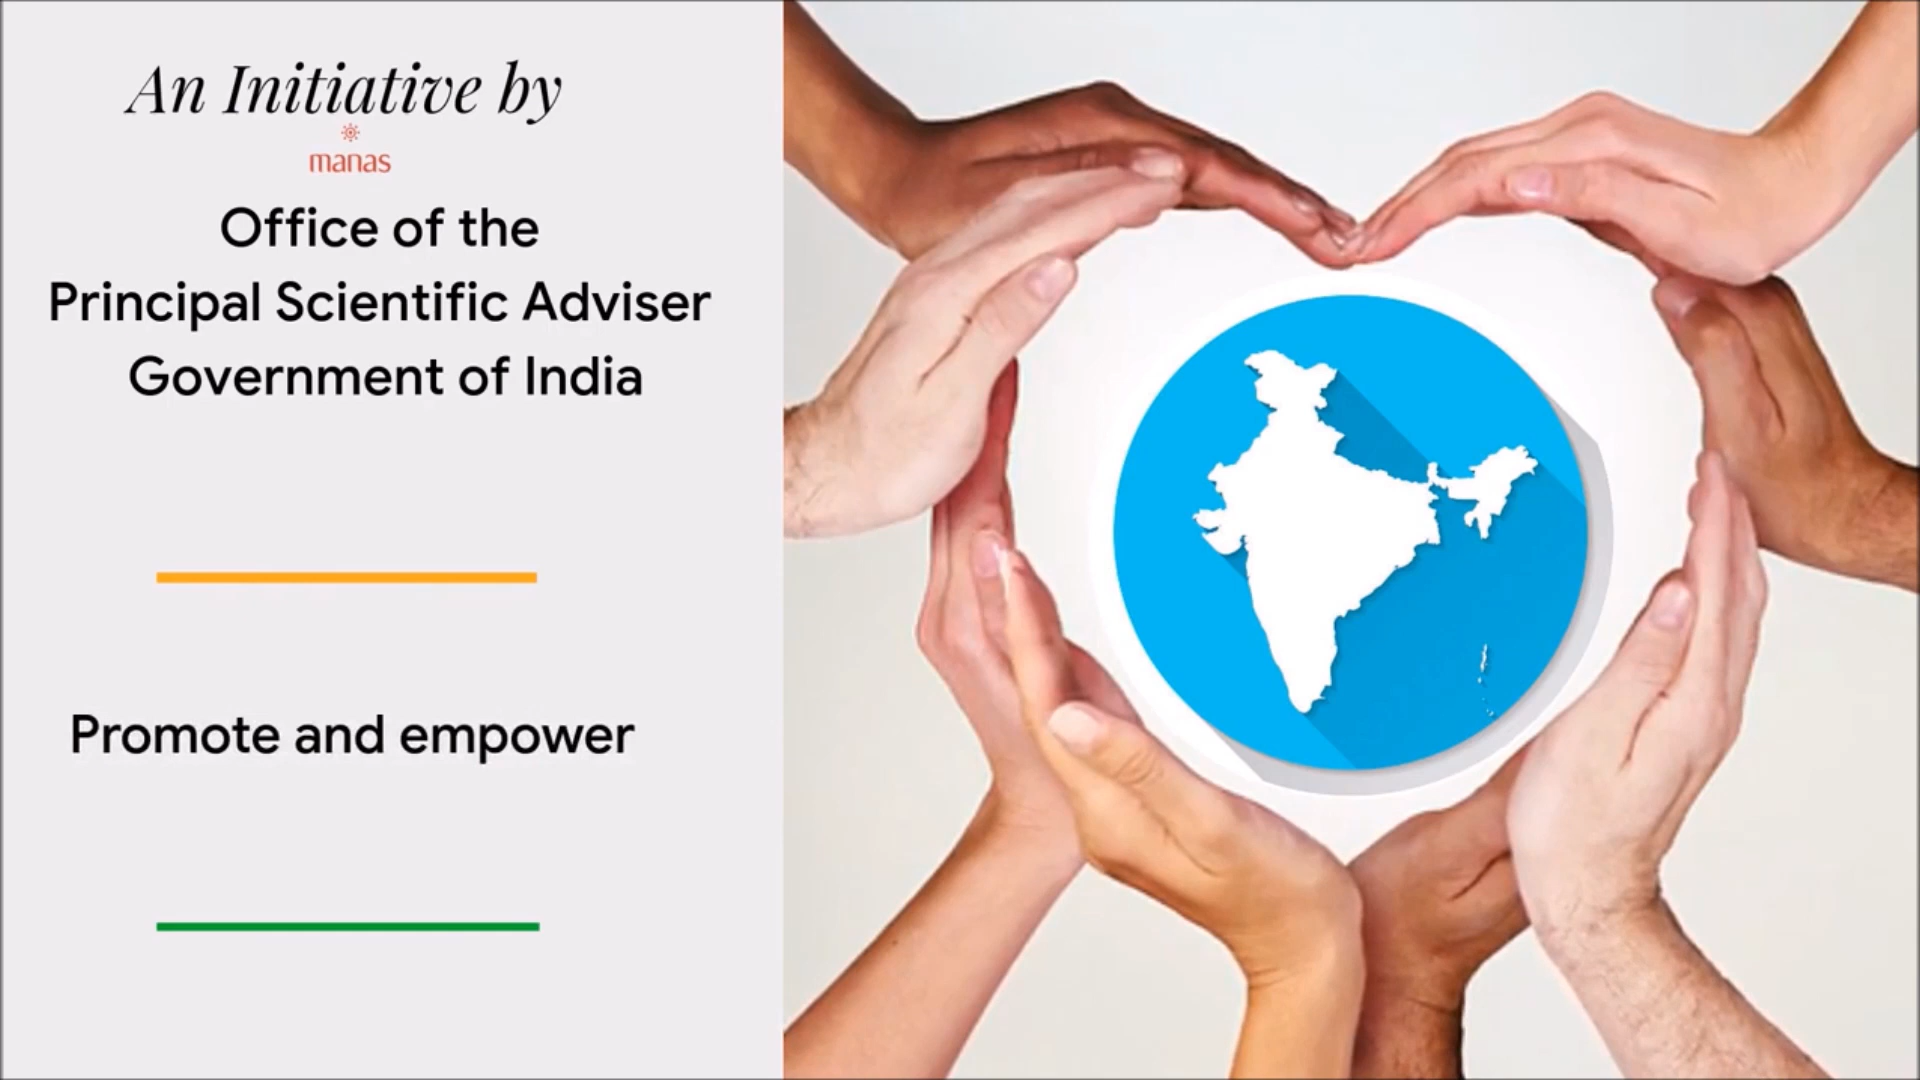 An Initiative by
manas
Office of the
Principal Scientific Adviser
Government of India
Promote and empower